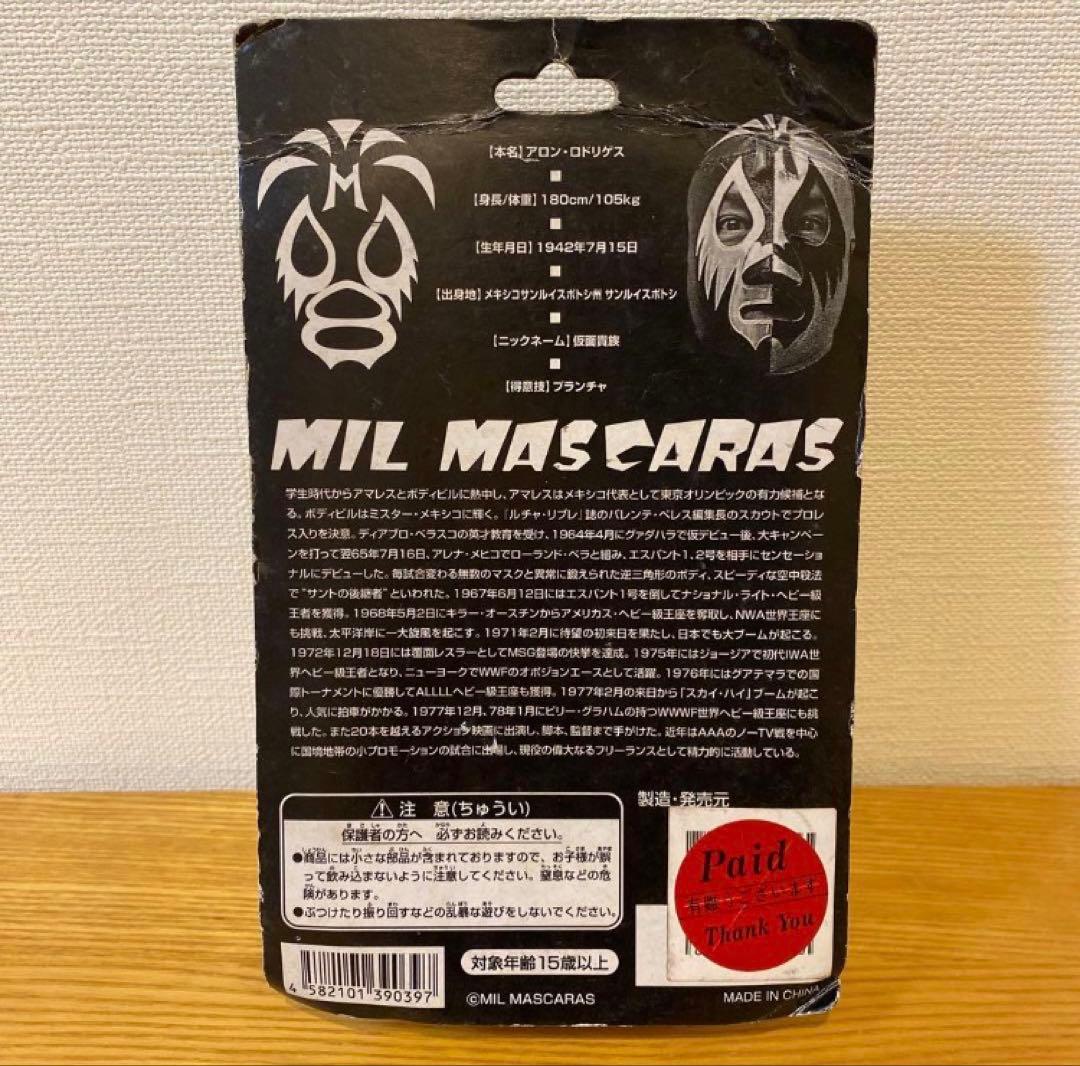 M
【本名】アロン・ロドリゲス
【身長/体重】180cm/105kg
【生年月日】1942年7月15日
【出身地】メキシコサンルイスポトシ州 サンルイスポトシ
【ニックネーム】仮面貴族
【得意技】プランチャ
MIL MASCARAS
学生時代からアマレスとボディビルに熱中し、アマレスはメキシコ代表として東京オリンピックの有力候補とな
る。ボディビルはミスター・メキシコに輝く。『ルチャ・リブレ』誌のバレンテ・ペレス編集長のスカウトでプロレ
ス入りを決意。ディアブロ・ベラスコの英才教育を受け、1964年4月にグァダハラで仮デビュー後、大キャンペー
ンを打って翌65年7月16日、アレナ・メヒコでローランド・ベラと組み、エスパント1、2号を相手にセンセーショ
ナルにデビューした。毎試合変わる無数のマスクと異常に鍛えられた逆三角形のボディ、スピーディな空中殺法
で"サントの後継者"といわれた。1967年6月12日にはエスパント1号を倒してナショナル・ライト・ヘビー級
王者を獲得。1968年5月2日にキラー・オースチンからアメリカス・ヘビー級王座を奪取し、NWA世界王座に
も挑戦、太平洋岸に一大旋風を起こす。1971年2月に待望の初来日を果たし、日本でも大ブームが起こる。
1972年12月18日には覆面レスラーとしてMSG登場の快挙を達成。1975年にはジョージアで初代IWA世
界ヘビー級王者となり、ニューヨークでWWFのオポジョンエースとして活躍。1976年にはグアテマラでの国
際トーナメントに優勝してALLLLヘビー級王座も獲得。1977年2月の来日から「スカイ・ハイ」ブームが起こ
り、人気に拍車がかかる。1977年12月、78年1月にビリー・グラハムの持つWWWF世界ヘビー級王座にも挑
戦した。また20本を越えるアクション映画に出演し、脚本、監督まで手がけた。近年はAAAのノーTV戦を中心
に国境地帯の小プロモーションの試合に出場し、現役の偉大なるフリーランスとして精力的に活動している。
注 意(ちゅうい)
保護者の方へ 必ずお読みください。
●商品には小さな部品が含まれておりますので、お子様が誤
って飲み込まないように注意してください。窒息などの危
険があります。
●ぶつけたり振り回すなどの乱暴な遊びをしないでください。
製造・発売元
Paid
有難うございます
Thank You
4 582101 390397
対象年齢15歳以上
©MIL MASCARAS
MADE IN CHINA